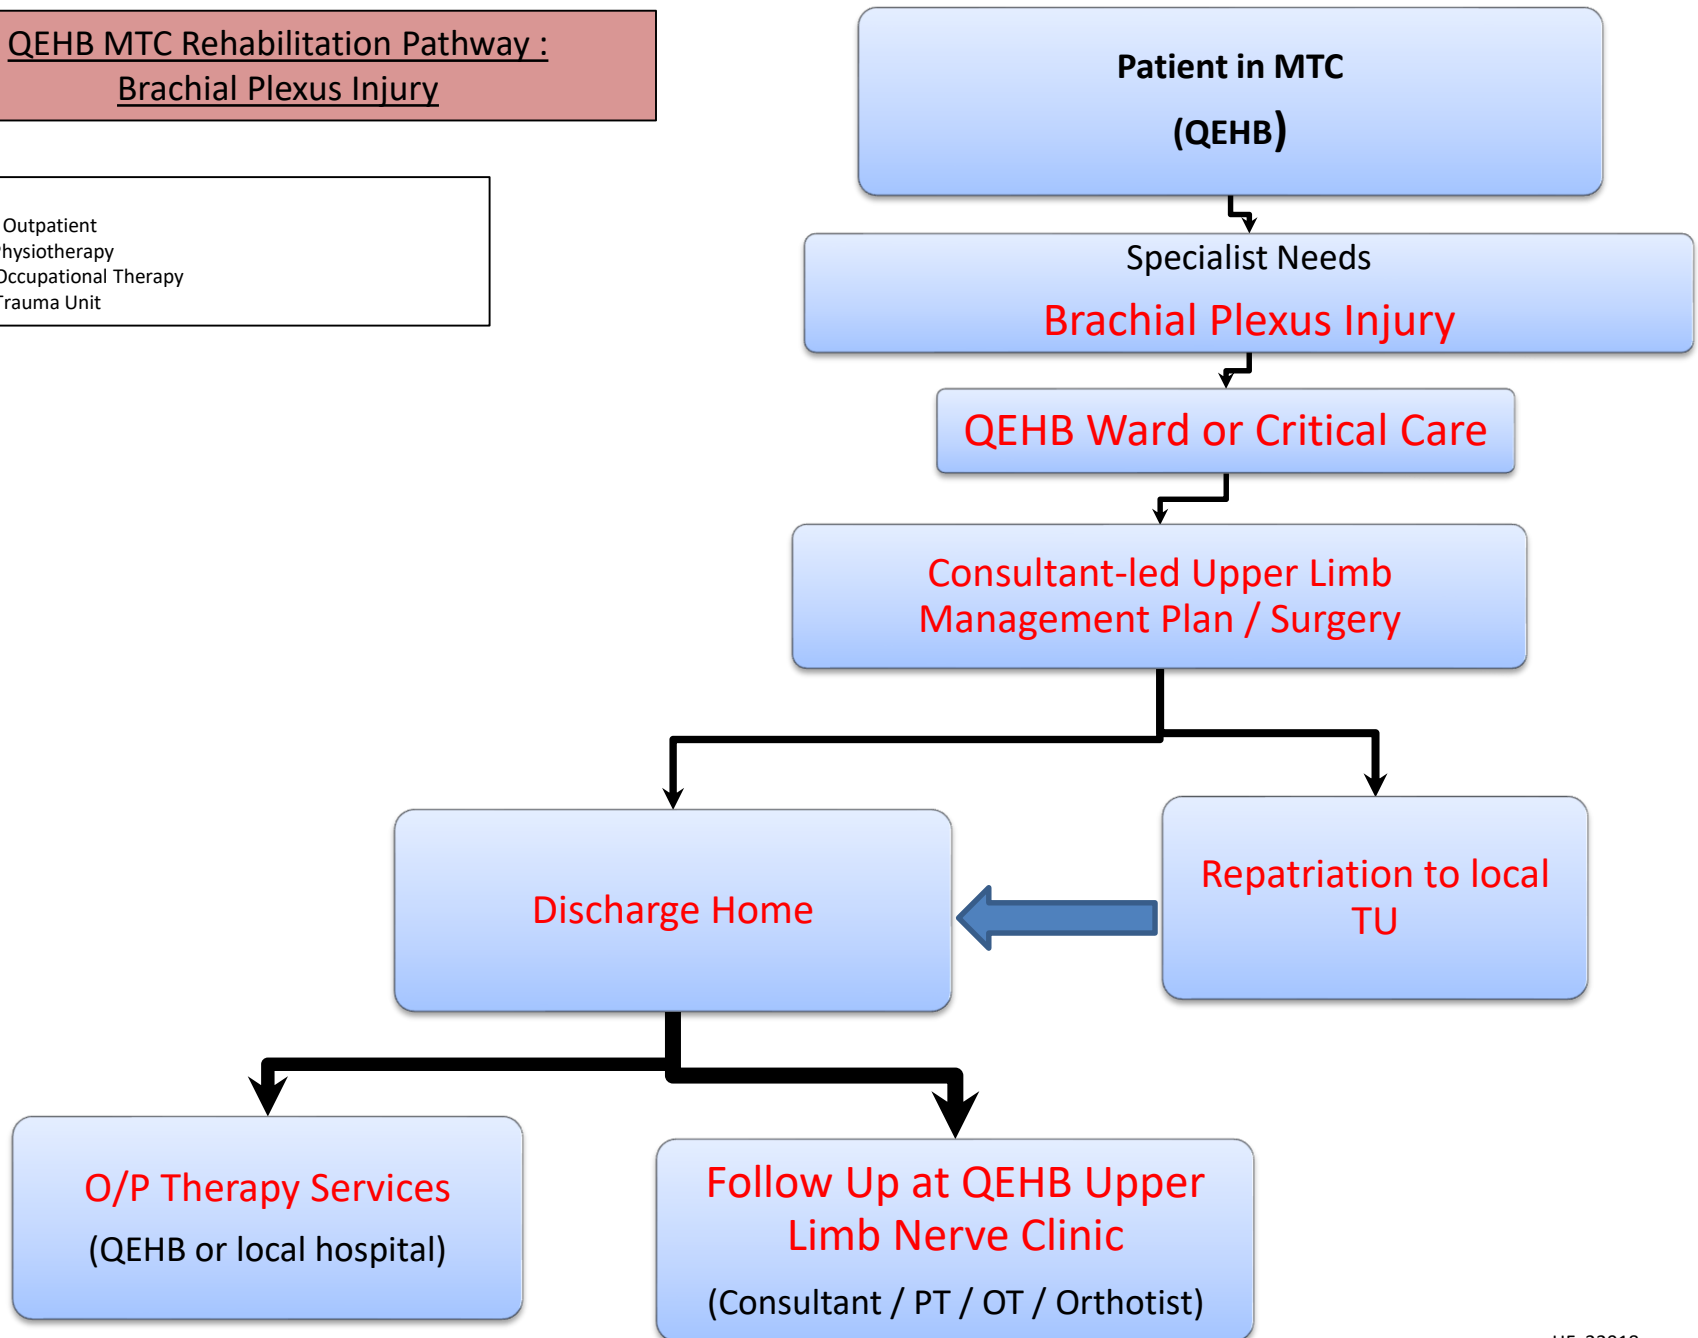 QEHB MTC Rehabilitation Pathway :
Brachial Plexus Injury
Outpatient
Physiotherapy
Occupational Therapy
Trauma Unit
Patient in MTC
(QEHB)
Specialist Needs
Brachial Plexus Injury
QEHB Ward or Critical Care
Consultant-led Upper Limb
Management Plan / Surgery
Discharge Home
Repatriation to local
TU
O/P Therapy Services
(QEHB or local hospital)
Follow Up at QEHB Upper
Limb Nerve Clinic
(Consultant / PT / OT / Orthotist)